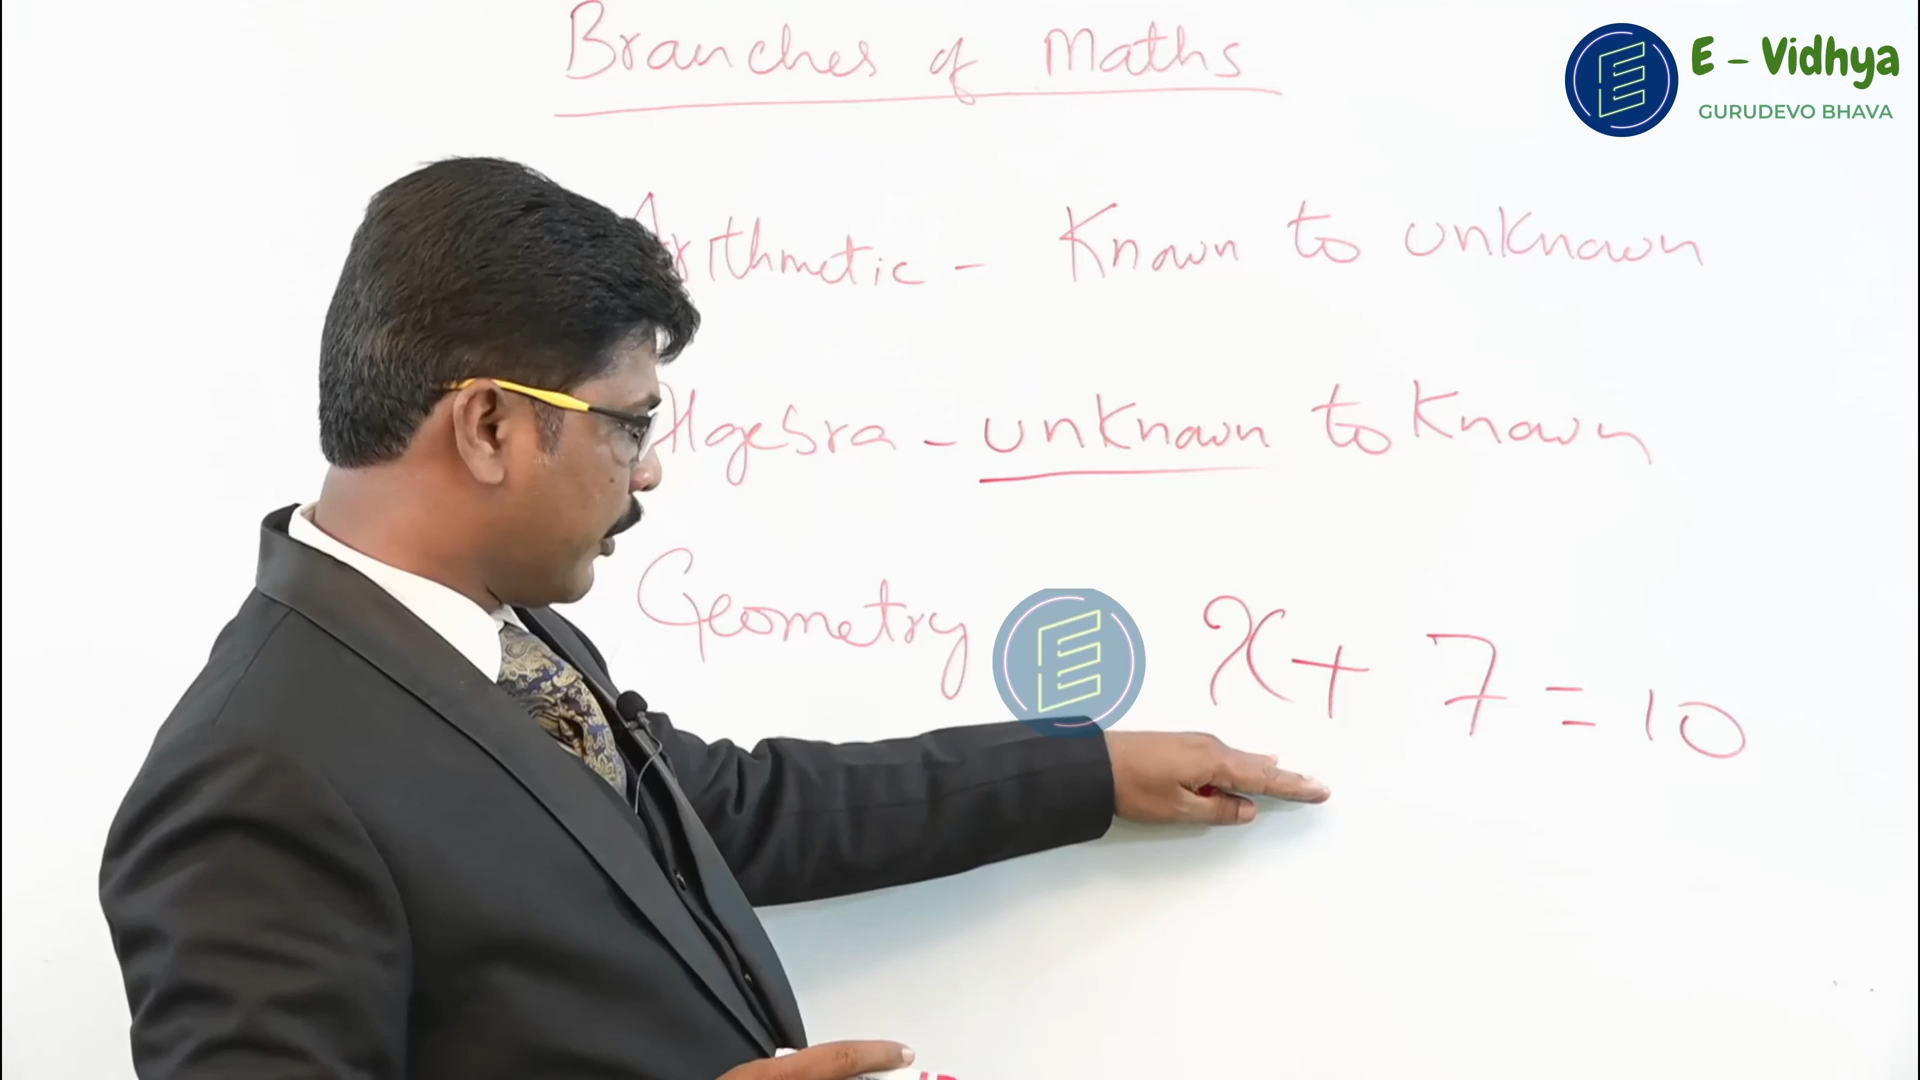 Branches of Maths
E - Vidhya
GURUDEVO BHAVA
Arithmetic - Known to unknown
Algebra - unknown to known
Geometry
x + 7 = 10